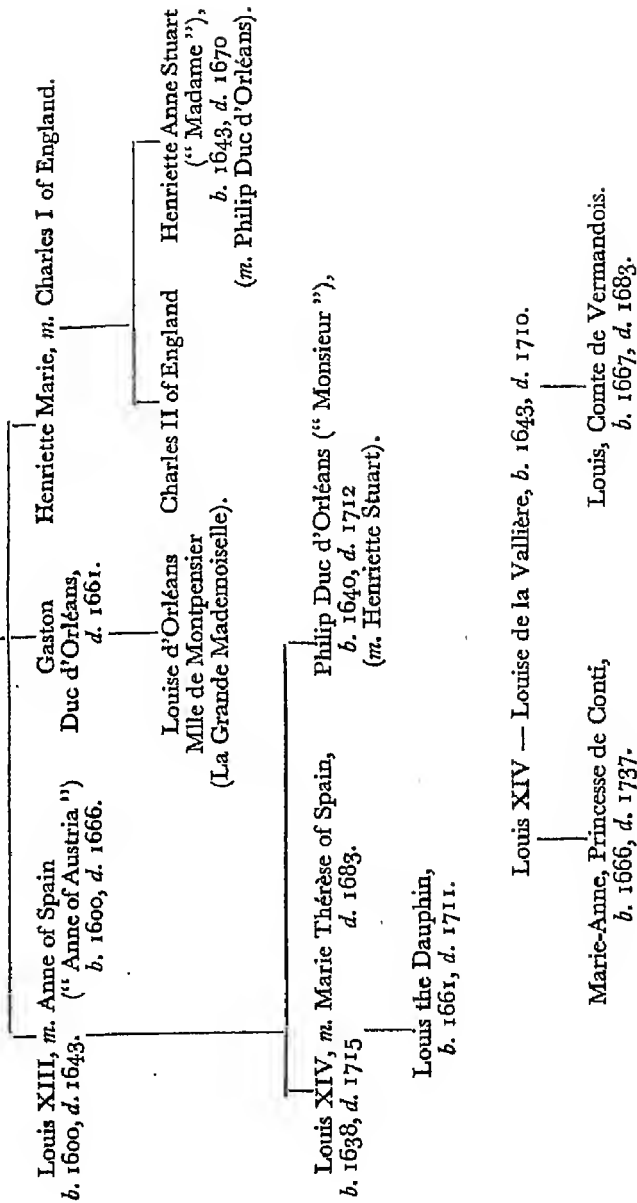 Louis XIII, m. Anne of Spain
b. 1600, d. 1643. (“ Anne of Austria ”)
b. 1600, d. 1666.
Gaston
Duc d’Orléans,
d. 1661.
Henriette Marie, m. Charles I of England.
Louise d’Orléans
Mlle de Montpensier
(La Grande Mademoiselle).
Charles II of England
Henriette Anne Stuart
(“ Madame ”),
b. 1643, d. 1670
(m. Philip Duc d’Orléans).
Louis XIV, m. Marie Thérèse of Spain,
b. 1638, d. 1715 d. 1683.
Philip Duc d’Orléans (“ Monsieur ”),
b. 1640, d. 1712
(m. Henriette Stuart).
Louis the Dauphin,
b. 1661, d. 1711.
Louis XIV — Louise de la Vallière, b. 1643, d. 1710.
Marie-Anne, Princesse de Conti,
b. 1666, d. 1737.
Louis, Comte de Vermandois.
b. 1667, d. 1683.